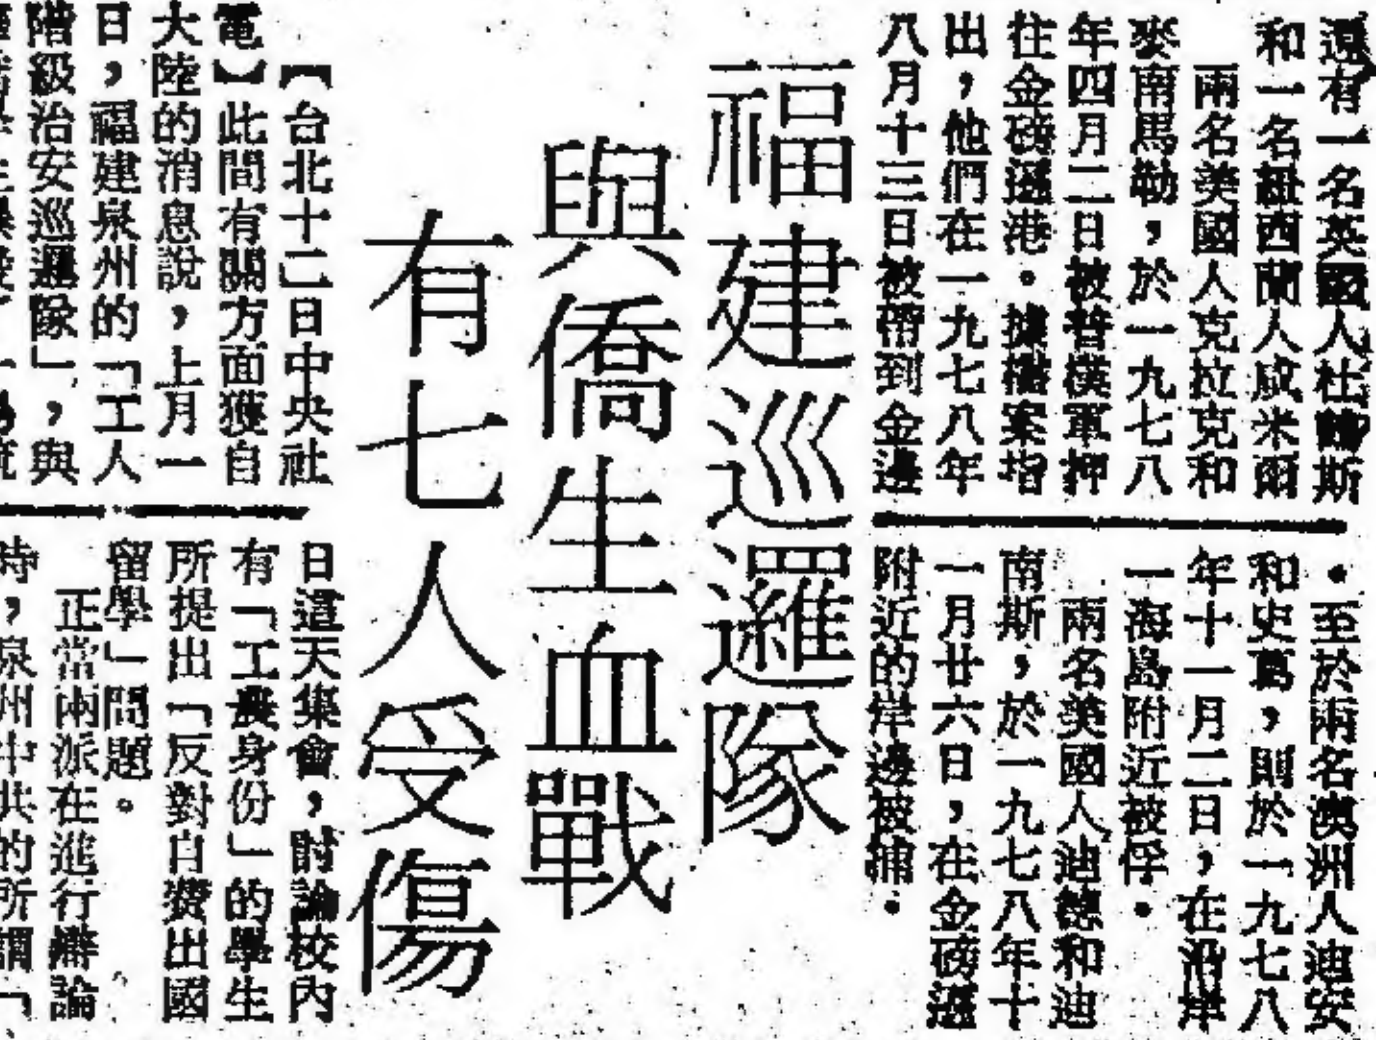 還有一名英國人杜籲斯
和一名紐西蘭人咸米爾
兩名美國人克拉克和
麥南馬勒，於一九七八
年四月二日被普樸軍押
往金磅遜港。據檔案指
出，他們在一九七八年
八月十三日被帶到金邊
。至於兩名澳洲人迪安
和史萬，則於一九七八
年十一月二日，在沿岸
一海島附近被俘。
兩名美國人迪德和迪
南斯，於一九七八年十
一月廿六日，在金磅遜
附近的岸邊被捕。
福建巡邏隊
與僑生血戰
有七人受傷
【台北十二日中央社
電】此間有關方面獲自
大陸的消息說，上月一
日，福建泉州的「工人
階級治安巡邏隊」，與
日這天集會，討論校內
有「工農身份」的學生
所提出「反對自費出國
留學」問題。
正當兩派在進行辯論
時，泉州中共的所謂「